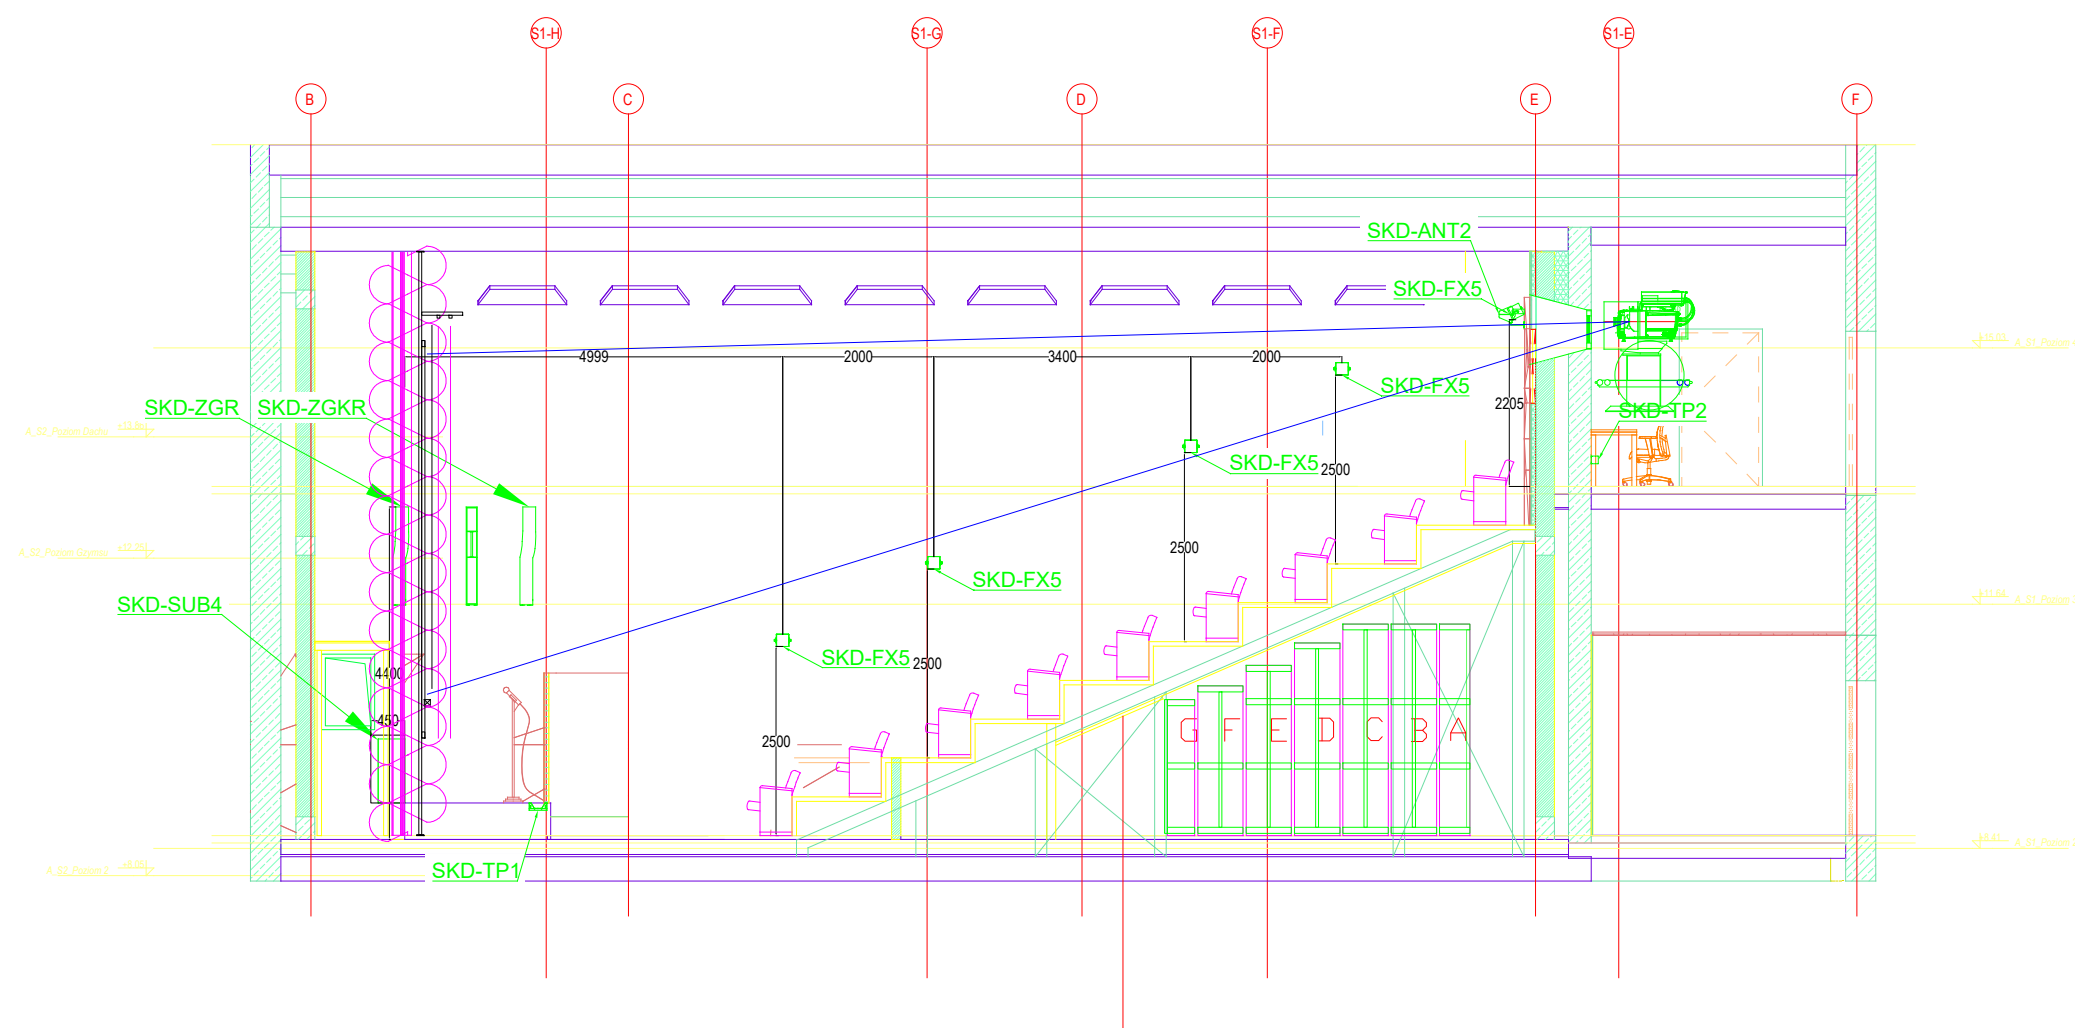 S1-H
S1-G
S1-F
S1-E
B
C
D
E
F
SKD-ANT2
SKD-FX5
4999
2000
3400
2000
SKD-FX5
2205
SKD-ZGR
SKD-ZGKR
SKD-TP2
SKD-FX5
2500
2500
SKD-FX5
SKD-SUB4
SKD-FX5
2500
4400
450
G F E D C B A
2500
SKD-TP1